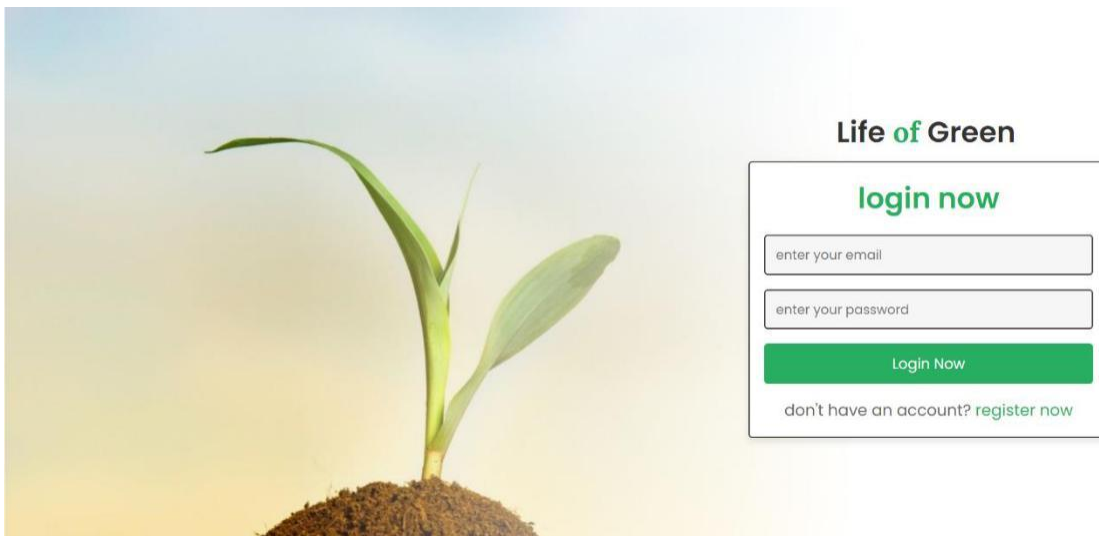 Life of Green
login now
enter your email
enter your password
Login Now
don't have an account? register now